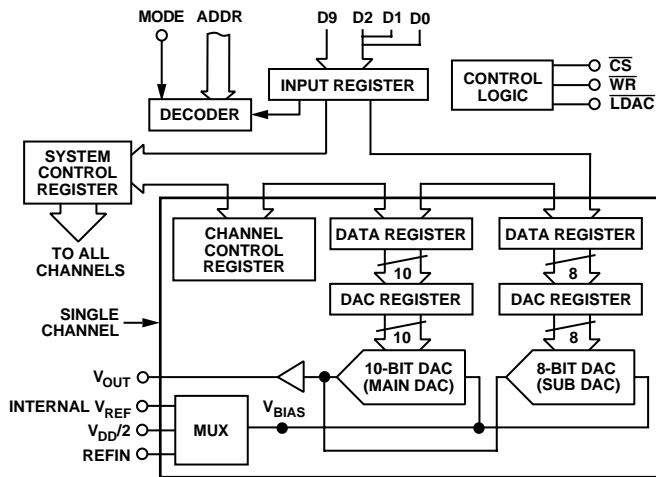 MODE ADDR D9 D2 D1 D0
INPUT REGISTER
CONTROL
LOGIC
CS
WR
LDAC
DECODER
SYSTEM
CONTROL
REGISTER
TO ALL
CHANNELS
CHANNEL
CONTROL
REGISTER
DATA REGISTER
DATA REGISTER
10
8
DAC REGISTER
DAC REGISTER
10
8
SINGLE
CHANNEL
10-BIT DAC
(MAIN DAC)
8-BIT DAC
(SUB DAC)
VOUT
INTERNAL VREF
VDD/2
REFIN
MUX
VBIAS